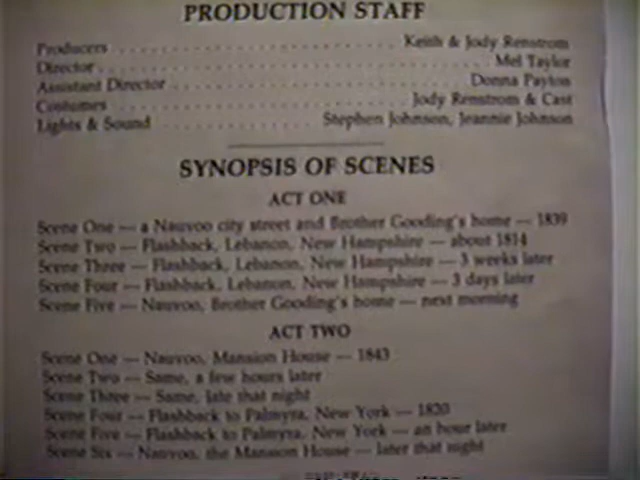 PRODUCTION STAFF
Producers . . . . . . . . . . . . . . . . . . . . . . . . . . . . Keith & Jody Renstrom
Director . . . . . . . . . . . . . . . . . . . . . . . . . . . . . . . . . . . . . Mel Taylor
Assistant Director . . . . . . . . . . . . . . . . . . . . . . . . . . . . Donna Payton
Costumes . . . . . . . . . . . . . . . . . . . . . . . . . . . . Jody Renstrom & Cast
Lights & Sound . . . . . . . . . . . . . . Stephen Johnson, Jeannie Johnson
SYNOPSIS OF SCENES
ACT ONE
Scene One — a Nauvoo city street and Brother Gooding's home — 1839
Scene Two — Flashback, Lebanon, New Hampshire — about 1814
Scene Three — Flashback, Lebanon, New Hampshire — 3 weeks later
Scene Four — Flashback, Lebanon, New Hampshire — 3 days later
Scene Five — Nauvoo, Brother Gooding's home — next morning
ACT TWO
Scene One — Nauvoo, Mansion House — 1843
Scene Two — Same, a few hours later
Scene Three — Same, late that night
Scene Four — Flashback to Palmyra, New York — 1820
Scene Five — Flashback to Palmyra, New York — an hour later
Scene Six — Nauvoo, the Mansion House — later that night